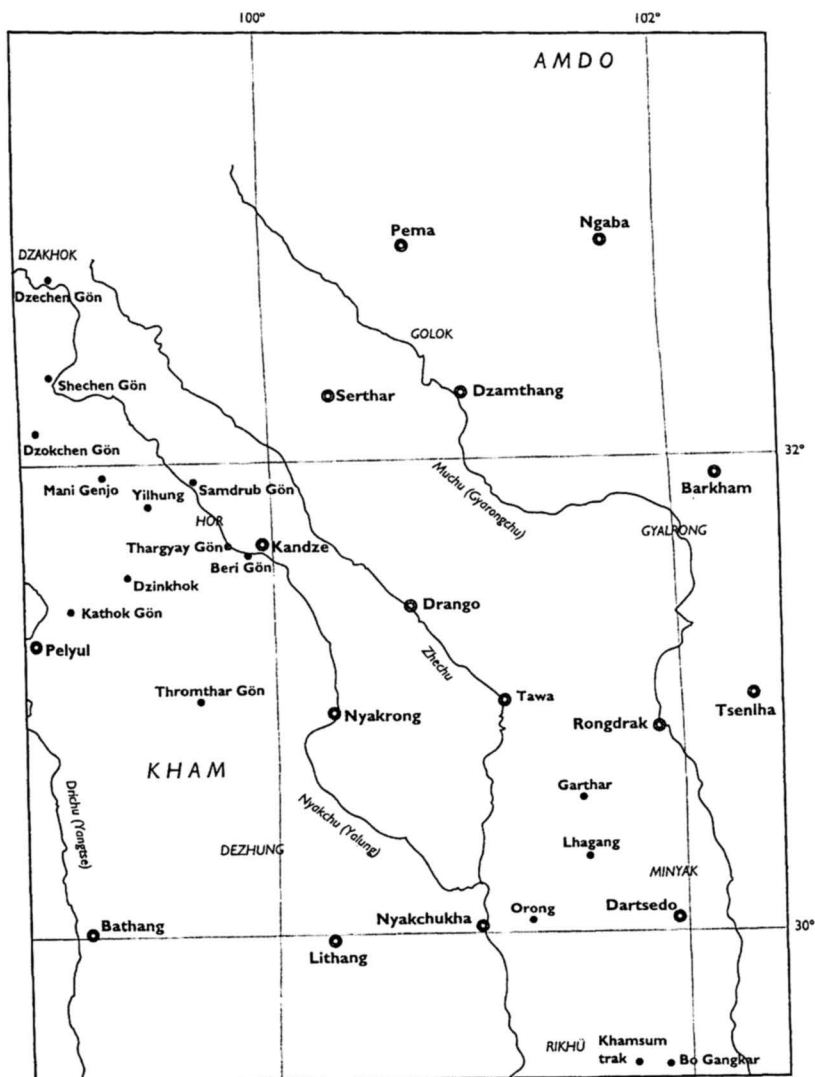 100°
102°
AMDO
Pema
Ngaba
DZAKHOK
Dzechen Gön
GOLOK
Shechen Gön
Serthar
Dzamthang
Dzokchen Gön
32°
Mani Genjo
Yilhung
Samdrub Gön
Muchu (Gyarongchu)
Barkham
HOR
GYALRONG
Thargyay Gön
Kandze
Beri Gön
Dzinkhok
Drango
Kathok Gön
Pelyul
Zhechu
Thromthar Gön
Tawa
Tsenlha
Nyakrong
Rongdrak
KHAM
Garthar
Drichu (Yangtse)
Nyakchu (Yalung)
DEZHUNG
Lhagang
MINYAK
Orong
Dartsedo
Nyakchukha
Bathang
30°
Lithang
RIKHÜ
Khamsum
trak
Bo Gangkar